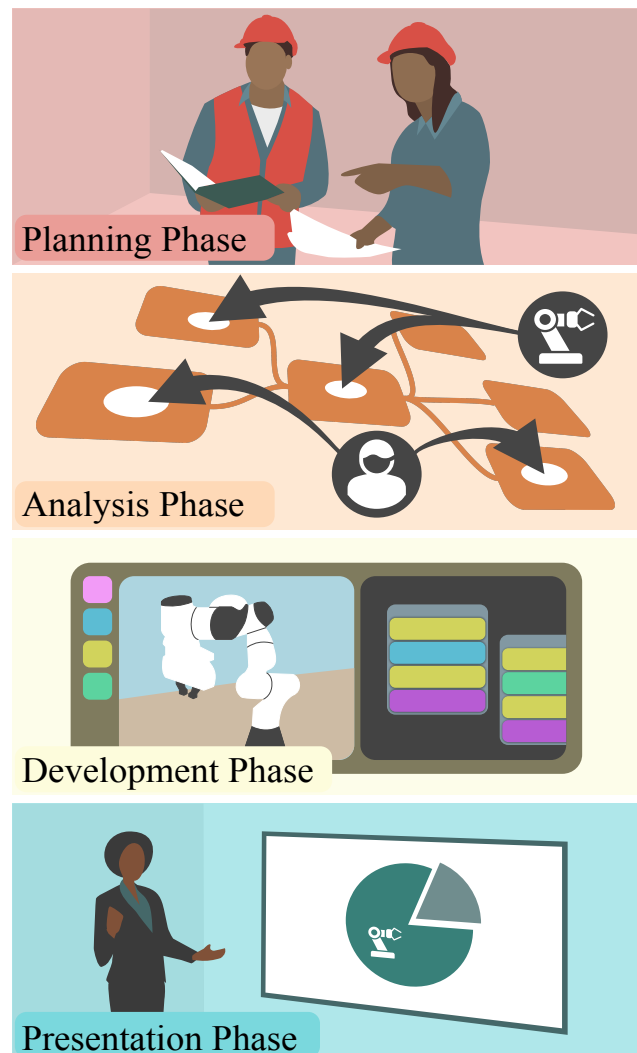 Planning Phase
Analysis Phase
Development Phase
Presentation Phase